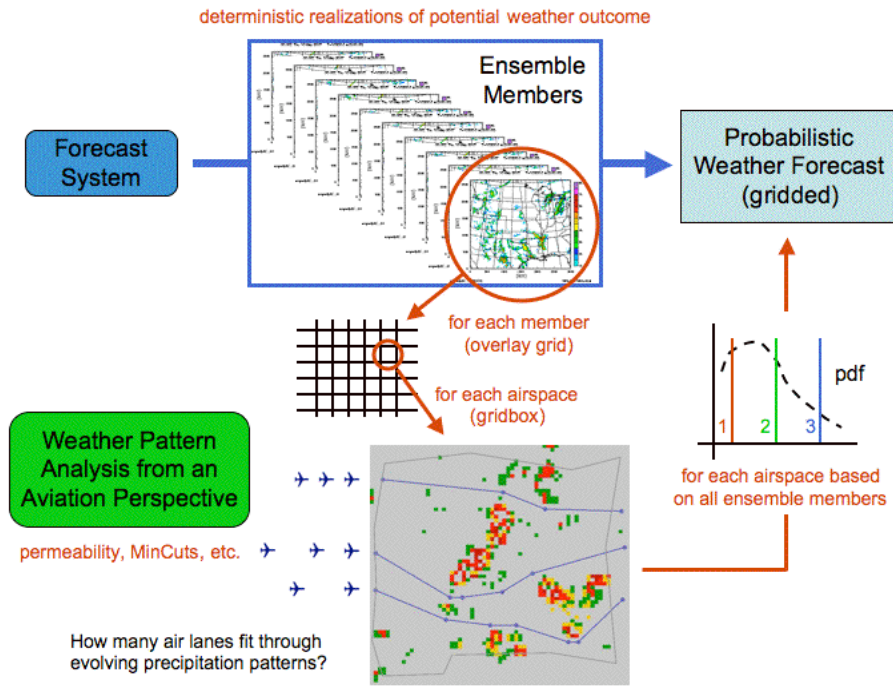 deterministic realizations of potential weather outcome
Ensemble
Members
Forecast
System
Probabilistic
Weather Forecast
(gridded)
for each member
(overlay grid)
for each airspace
(gridbox)
pdf
1 2 3
for each airspace based
on all ensemble members
Weather Pattern
Analysis from an
Aviation Perspective
permeability, MinCuts, etc.
How many air lanes fit through
evolving precipitation patterns?